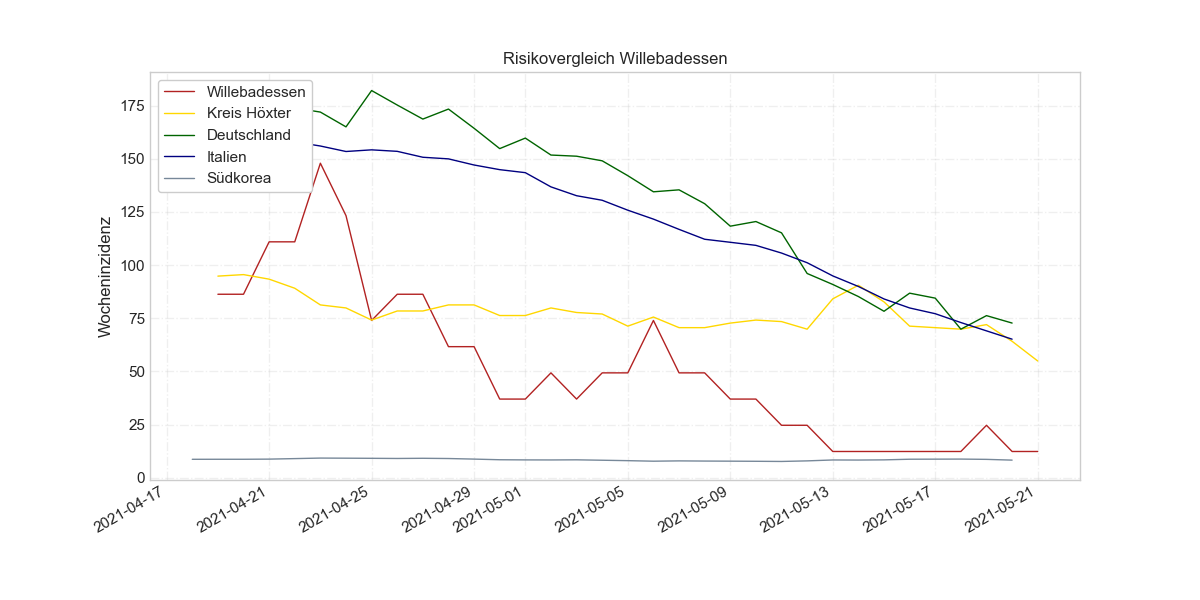 Risikovergleich Willebadessen
Willebadessen
Kreis Höxter
Deutschland
Italien
Südkorea
Wocheninzidenz
175
150
125
100
75
50
25
0
2021-04-17
2021-04-21
2021-04-25
2021-04-29
2021-05-01
2021-05-05
2021-05-09
2021-05-13
2021-05-17
2021-05-21